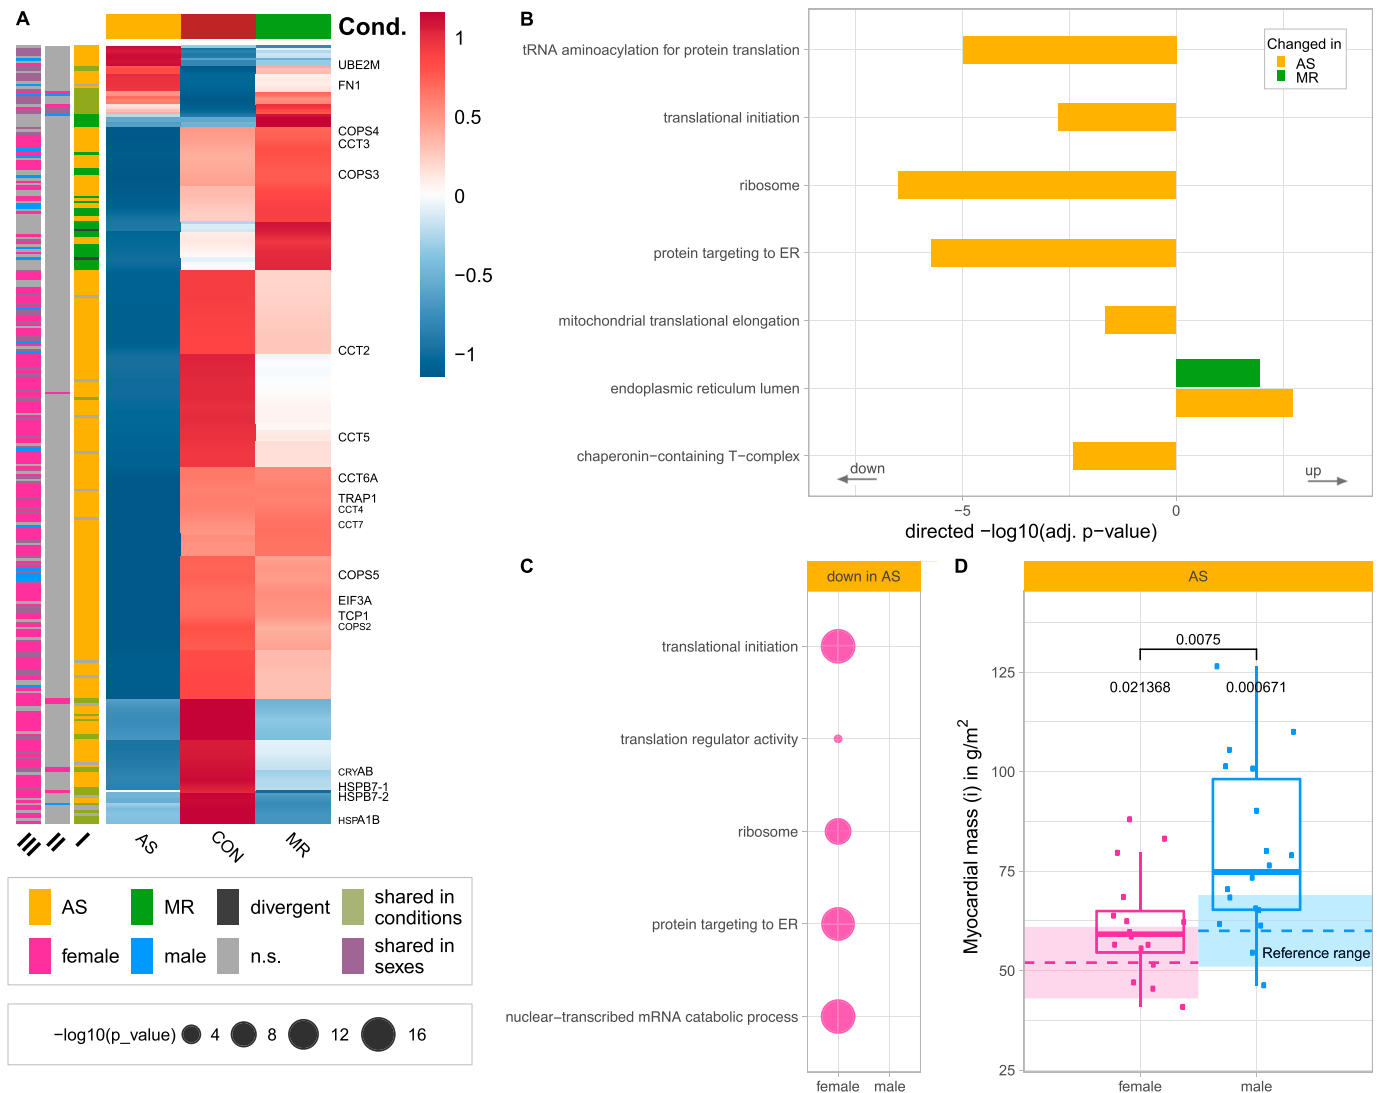 A
Cond.
1
0.5
0
−0.5
−1
UBE2M
FN1
COPS4
CCT3
COPS3
CCT2
CCT5
CCT6A
TRAP1
CCT4
CCT7
COPS5
EIF3A
TCP1
COPS2
CRYAB
HSPB7−1
HSPB7−2
HSPA1B
III
II
I
AS
CON
MR
AS
MR
divergent
shared in
conditions
female
male
n.s.
shared in
sexes
−log10(p_value)
4
8
12
16
B
tRNA aminoacylation for protein translation
translational initiation
ribosome
protein targeting to ER
mitochondrial translational elongation
endoplasmic reticulum lumen
chaperonin−containing T−complex
Changed in
AS
MR
down
up
−5
0
directed −log10(adj. p−value)
C
down in AS
translational initiation
translation regulator activity
ribosome
protein targeting to ER
nuclear−transcribed mRNA catabolic process
female
male
D
AS
0.0075
0.021368
0.000671
Reference range
125
100
75
50
25
Myocardial mass (i) in g/m2
female
male